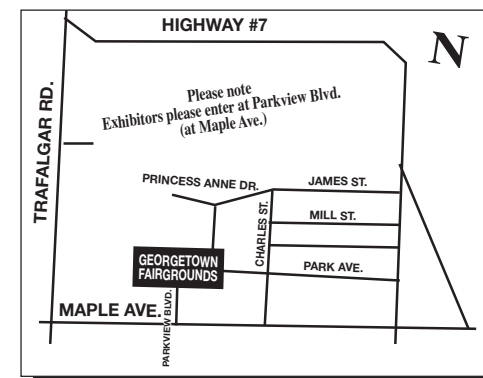 HIGHWAY #7
N
TRAFALGAR RD.
Please note
Exhibitors please enter at Parkview Blvd.
(at Maple Ave.)
PRINCESS ANNE DR.
JAMES ST.
MILL ST.
CHARLES ST.
GEORGETOWN
FAIRGROUNDS
PARK AVE.
MAPLE AVE.
PARKVIEW BLVD.